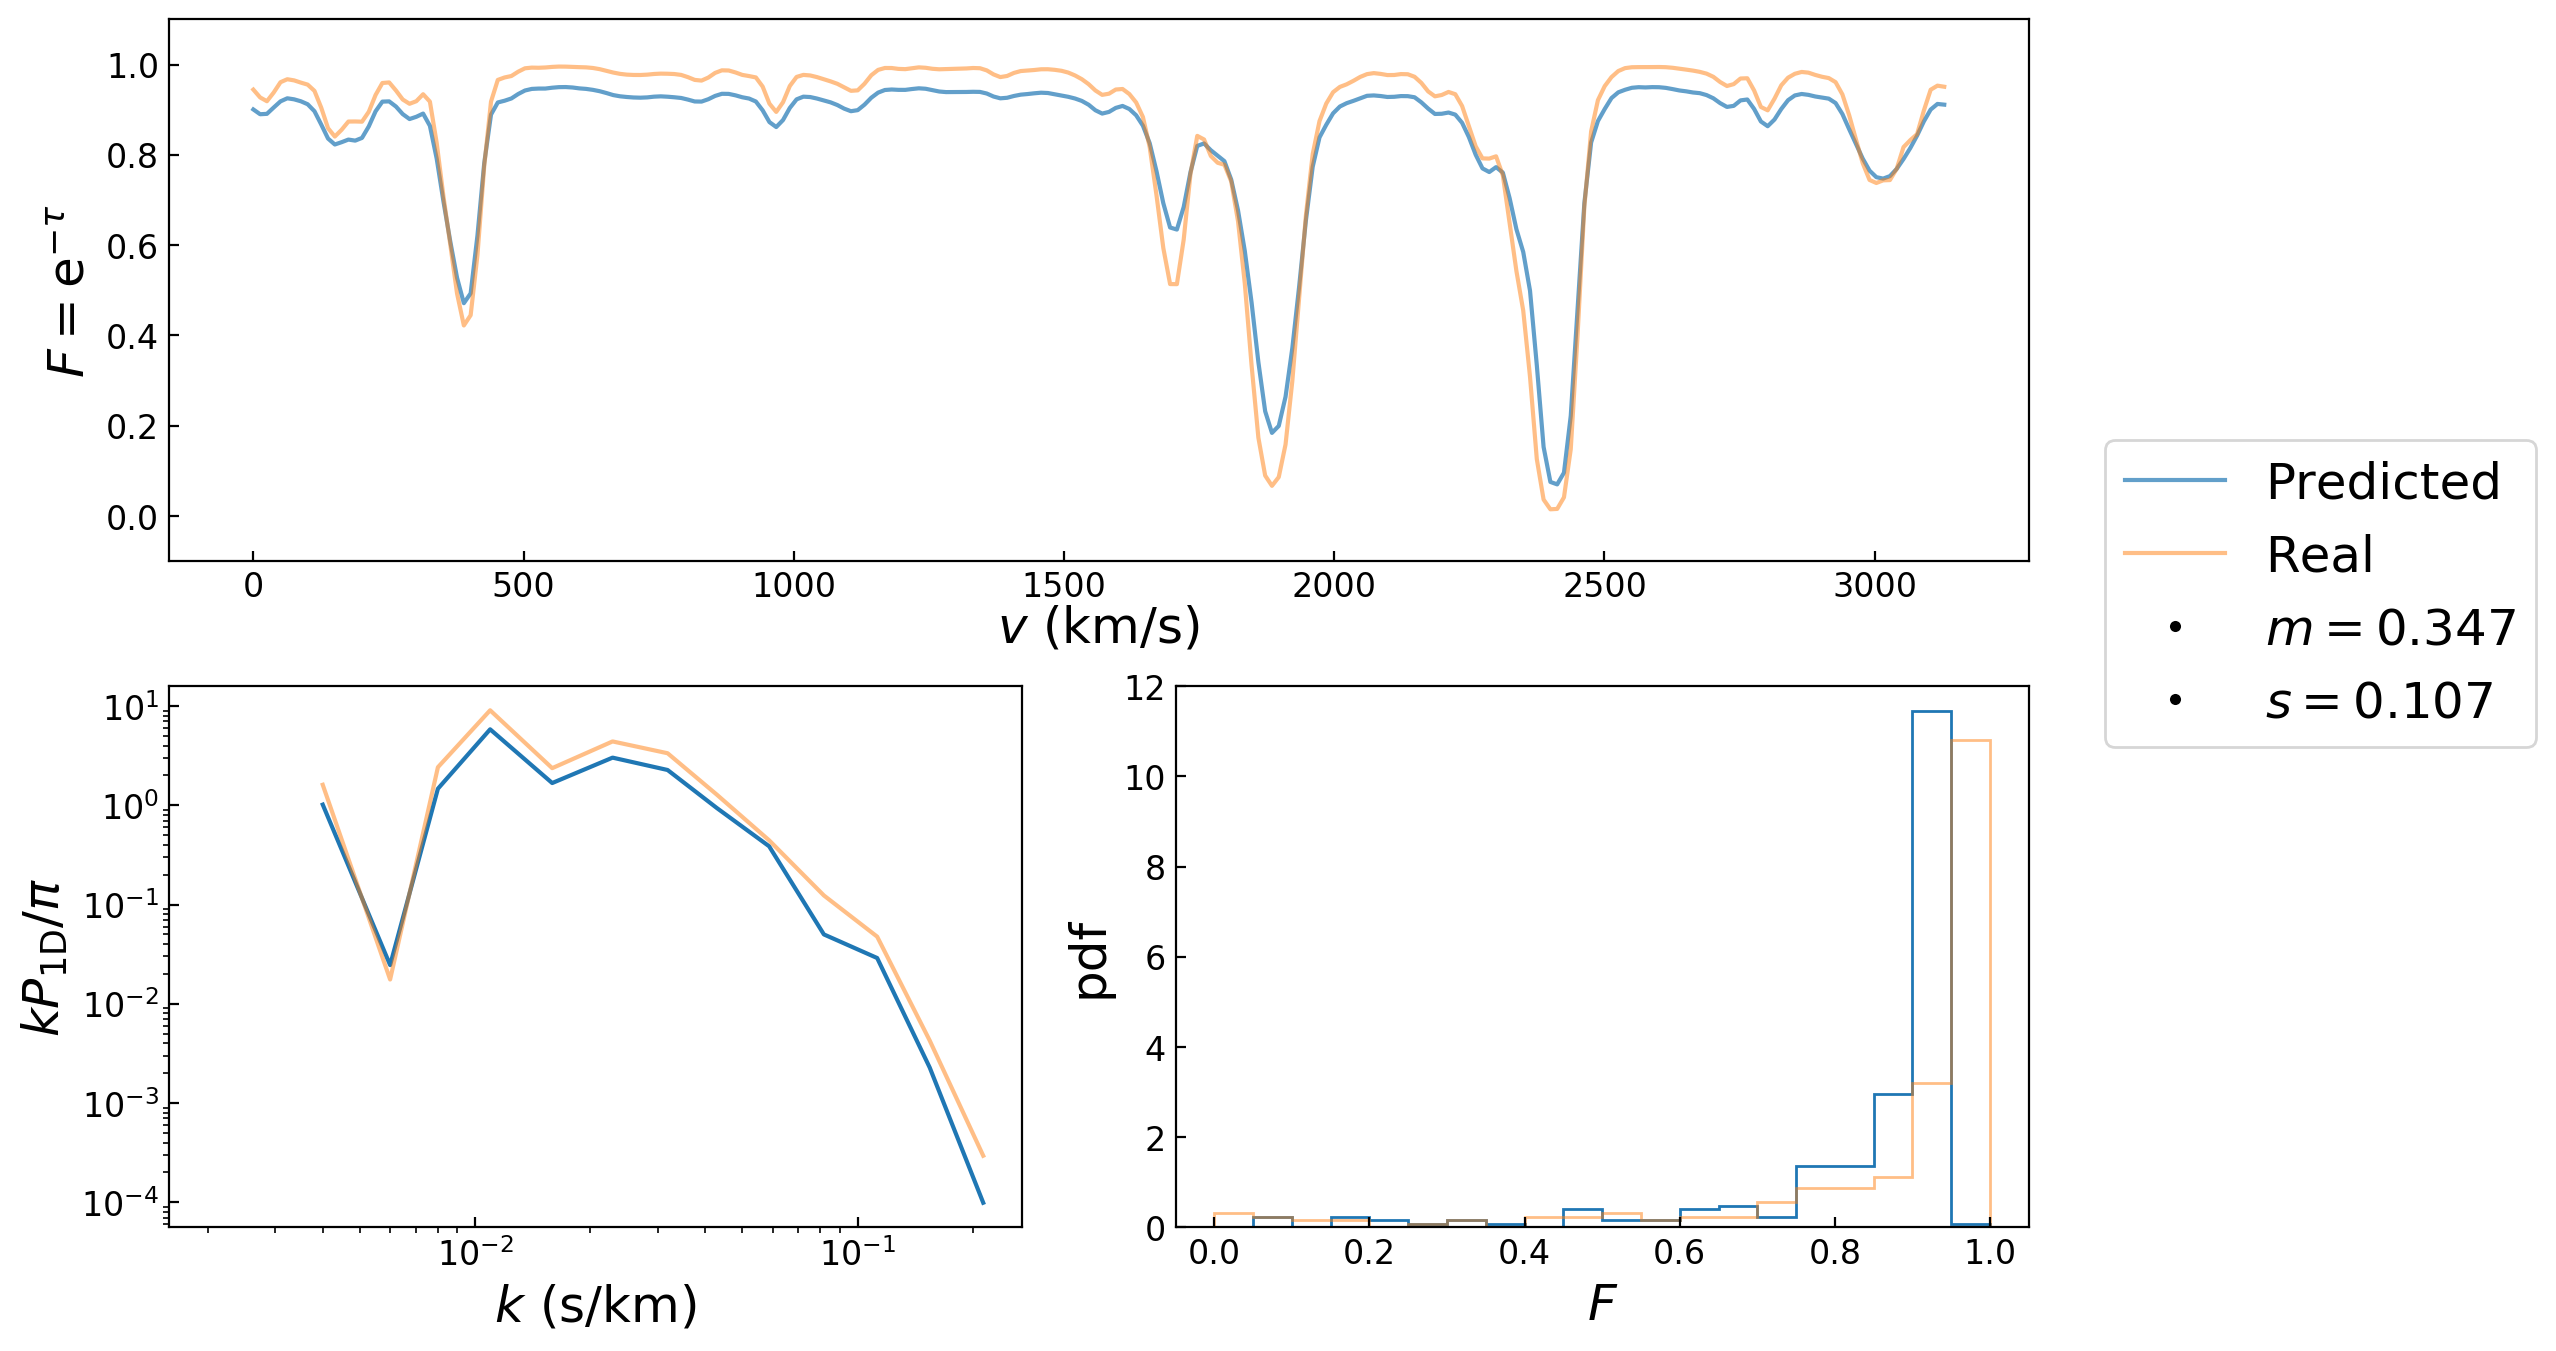 1.0
0.8
0.6
0.4
0.2
0.0
F = e^{−τ}
0 500 1000 1500 2000 2500 3000
v (km/s)
Predicted
Real
m = 0.347
s = 0.107
10^1
10^0
10^{−1}
10^{−2}
10^{−3}
10^{−4}
kP_{1D}/π
10^{−2} 10^{−1}
k (s/km)
12
10
8
6
4
2
0
pdf
0.0 0.2 0.4 0.6 0.8 1.0
F